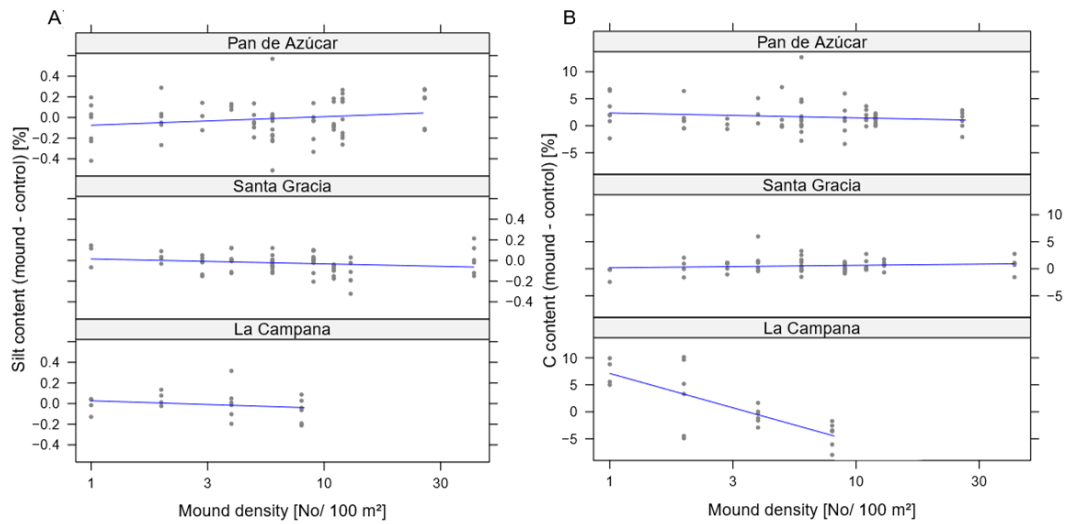 A
Pan de Azúcar
0.4
0.2
0.0
−0.2
−0.4
Santa Gracia
0.4
0.2
0.0
−0.2
−0.4
La Campana
0.4
0.2
0.0
−0.2
−0.4
1
3
10
30
Silt content (mound - control) [%]
Mound density [No/ 100 m²]
B
Pan de Azúcar
10
5
0
−5
Santa Gracia
10
5
0
−5
La Campana
10
5
0
−5
1
3
10
30
C content (mound - control) [%]
Mound density [No/ 100 m²]